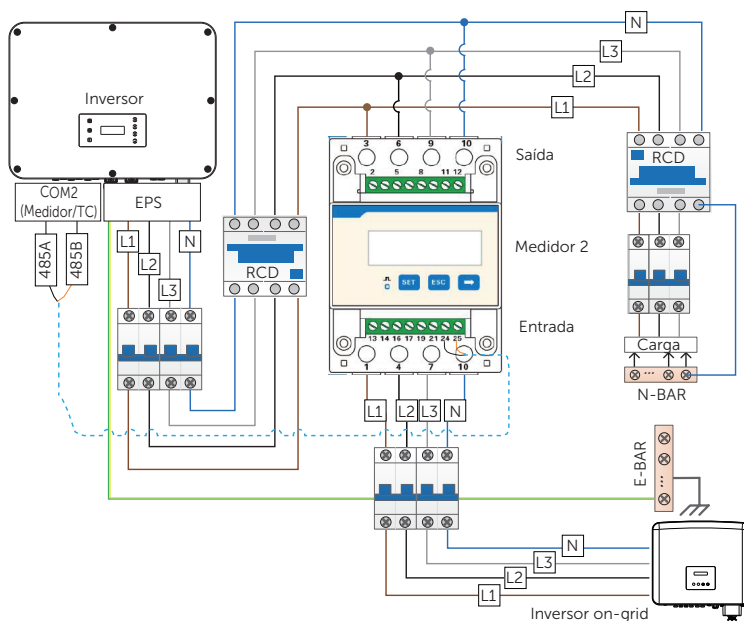 N
L3
L2
L1
Inversor
COM2
(Medidor/TC)
EPS
485A
485B
L1
L2
L3
N
RCD
3 6 9 10
2 5 8 11 12
Saída
Medidor 2
SET ESC
Entrada
13 14 16 17 19 21 24 25
1 4 7 10
L1 L2 L3 N
RCD
Carga
N-BAR
E-BAR
N
L3
L2
L1
Inversor on-grid